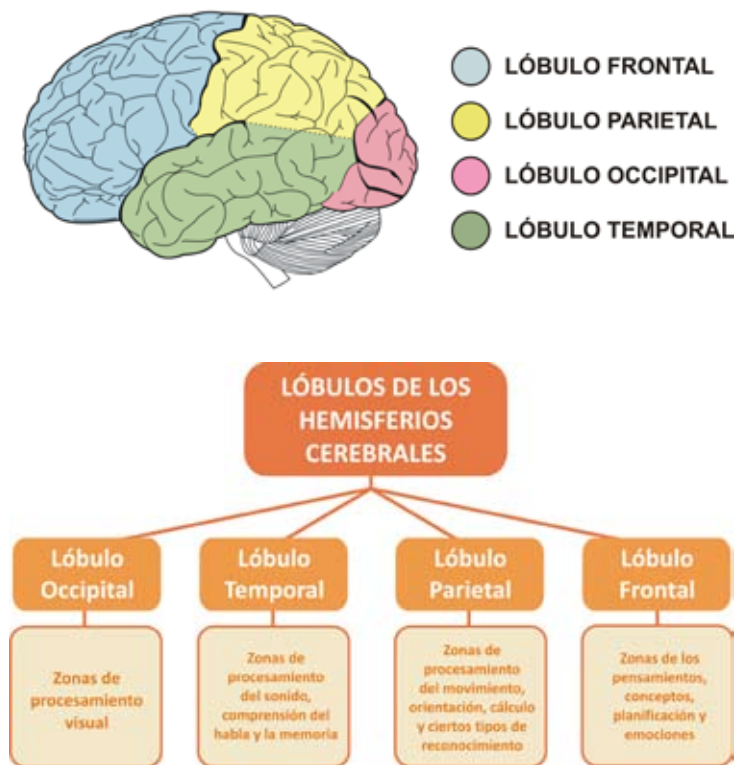 LÓBULO FRONTAL
LÓBULO PARIETAL
LÓBULO OCCIPITAL
LÓBULO TEMPORAL
LÓBULOS DE LOS
HEMISFERIOS
CEREBRALES
Lóbulo
Occipital
Lóbulo
Temporal
Lóbulo
Parietal
Lóbulo
Frontal
Zonas de
procesamiento
visual
Zonas de
procesamiento
del sonido,
comprensión del
habla y la memoria
Zonas de
procesamiento
del movimiento,
orientación, cálculo
y ciertos tipos de
reconocimiento
Zonas de los
pensamientos,
conceptos,
planificación y
emociones